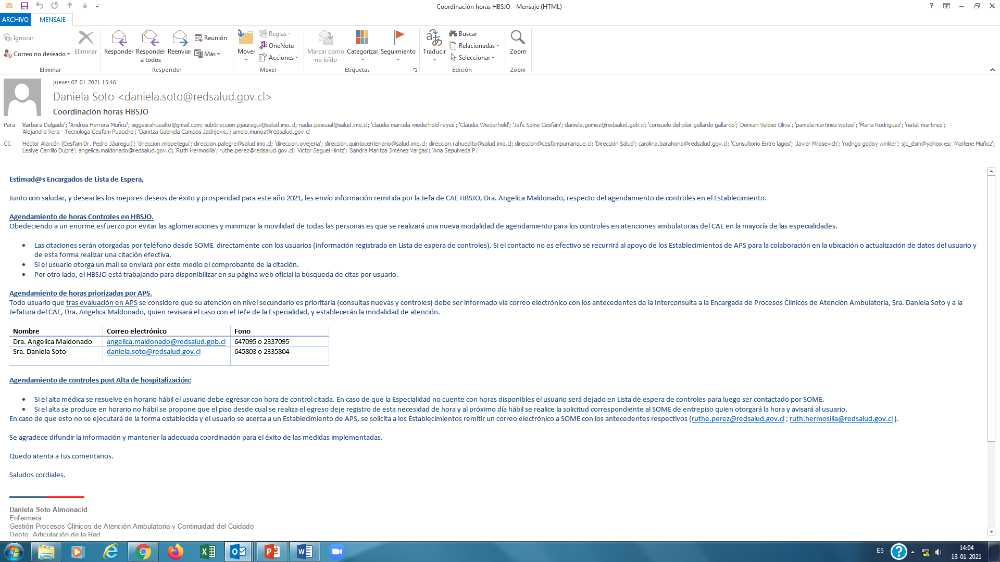 Coordinación horas HBSJO - Mensaje (HTML)
ARCHIVO MENSAJE
Ignorar
Correo no deseado
Eliminar
Eliminar
Responder
Responder a todos
Reenviar
Reunión
Más
Responder
Mover
Reglas
OneNote
Acciones
Mover
Marcar como no leído
Categorizar
Seguimiento
Etiquetas
Traducir
Buscar
Relacionadas
Seleccionar
Edición
Zoom
Zoom
jueves 07-01-2021 15:46
Daniela Soto <daniela.soto@redsalud.gov.cl>
Coordinación horas HBSJO
Para 'Barbara Delgado'; 'Andrea Herrera Muñoz'; siggesrahuealto@gmail.com; subdireccion.pjauregui@salud.imo.cl; nadia.pascual@salud.imo.cl; 'claudia marcela wiederhold reyes'; 'Claudia Wiederhold'; 'Jefe Some Cesfam'; daniela.gomez@redsalud.gob.cl; 'consuelo del pilar gallardo gallardo'; 'Demian Veloso Oliva'; 'pamela martinez wetzel'; 'Maria Rodriguez'; 'natali martinez';
'Alejandra Vera - Tecnologa Cesfam Puaucho'; 'Danitza Gabriela Campos Jadrijevic,'; aniela.munoz@redsalud.gov.cl
CC 'Héctor Alarcón (Cesfam Dr. Pedro Jáuregui)'; 'direccion.mlopetegui'; direccion.palegre@salud.imo.cl; 'direccion.ovejeria'; direccion.quintocentenario@salud.imo.cl; direccion.rahuealto@salud.imo.cl; direccion@cesfampurranque.cl; 'Dirección Salud'; carolina.barahona@redsalud.gov.cl; 'Consultorio Entre lagos'; 'Javier Milosevich'; 'rodrigo godoy winkler'; sjc_dsm@yahoo.es; 'Marlene Muñoz';
'Leslye Carrillo Dupré'; angelica.maldonado@redsalud.gov.cl; 'Ruth Hermosilla'; ruthe.perez@redsalud.gov.cl; 'Victor Seguel Hintz'; 'Sandra Maritza Jiménez Vargas'; 'Ana Sepulveda P.'
Estimad@s Encargados de Lista de Espera,
Junto con saludar, y desearles los mejores deseos de éxito y prosperidad para este año 2021, les envío información remitida por la Jefa de CAE HBSJO, Dra. Angelica Maldonado, respecto del agendamiento de controles en el Establecimiento.
Agendamiento de horas Controles en HBSJO.
Obedeciendo a un enorme esfuerzo por evitar las aglomeraciones y minimizar la movilidad de todas las personas es que se realizará una nueva modalidad de agendamiento para los controles en atenciones ambulatorias del CAE en la mayoría de las especialidades.
• Las citaciones serán otorgadas por teléfono desde SOME directamente con los usuarios (información registrada en Lista de espera de controles). Si el contacto no es efectivo se recurrirá al apoyo de los Establecimientos de APS para la colaboración en la ubicación o actualización de datos del usuario y
de esta forma realizar una citación efectiva.
• Si el usuario otorga un mail se enviará por este medio el comprobante de la citación.
• Por otro lado, el HBSJO está trabajando para disponibilizar en su página web oficial la búsqueda de citas por usuario.
Agendamiento de horas priorizadas por APS.
Todo usuario que tras evaluación en APS se considere que su atención en nivel secundario es prioritaria (consultas nuevas y controles) debe ser informado vía correo electrónico con los antecedentes de la Interconsulta a la Encargada de Procesos Clínicos de Atención Ambulatoria, Sra. Daniela Soto y a la
Jefatura del CAE, Dra. Angelica Maldonado, quien revisará el caso con el Jefe de la Especialidad, y establecerán la modalidad de atención.
Nombre Correo electrónico Fono
Dra. Angelica Maldonado angelica.maldonado@redsalud.gob.cl 647095 o 2337095
Sra. Daniela Soto daniela.soto@redsalud.gov.cl 645803 o 2335804
Agendamiento de controles post Alta de hospitalización:
• Si el alta médica se resuelve en horario hábil el usuario debe egresar con hora de control citada. En caso de que la Especialidad no cuente con horas disponibles el usuario será dejado en Lista de espera de controles para luego ser contactado por SOME.
• Si el alta se produce en horario no hábil se propone que el piso desde cual se realiza el egreso deje registro de esta necesidad de hora y al próximo día hábil se realice la solicitud correspondiente al SOME de entrepiso quien otorgará la hora y avisará al usuario.
En caso de que esto no se ejecutará de la forma establecida y el usuario se acerca a un Establecimiento de APS, se solicita a los Establecimientos remitir un correo electrónico a SOME con los antecedentes respectivos (ruthe.perez@redsalud.gov.cl ; ruth.hermosilla@redsalud.gov.cl ).
Se agradece difundir la información y mantener la adecuada coordinación para el éxito de las medidas implementadas.
Quedo atenta a tus comentarios.
Saludos cordiales.
Daniela Soto Almonacid
Enfermera
Gestión Procesos Clínicos de Atención Ambulatoria y Continuidad del Cuidado
Depto. Articulación de la Red
ES
14:04
13-01-2021